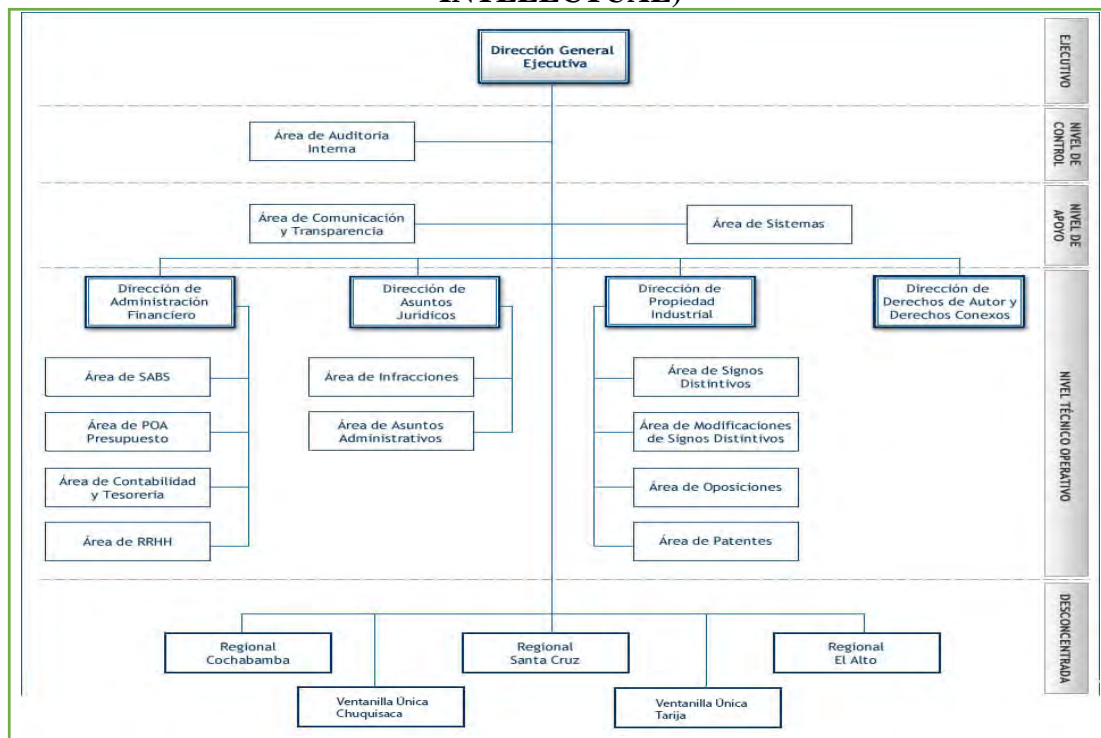 INTELECTUAL)
Dirección General
Ejecutiva
EJECUTIVO
Área de Auditoria
Interna
NIVEL DE
CONTROL
Área de Comunicación
y Transparencia
Área de Sistemas
NIVEL DE
APOYO
Dirección de
Administración
Financiero
Dirección de
Asuntos
Jurídicos
Dirección de
Propiedad
Industrial
Dirección de
Derechos de Autor y
Derechos Conexos
Área de SABS
Área de Infracciones
Área de Signos
Distintivos
Área de POA
Presupuesto
Área de Asuntos
Administrativos
Área de Modificaciones
de Signos Distintivos
Área de Contabilidad
y Tesorería
Área de Oposiciones
Área de RRHH
Área de Patentes
NIVEL TÉCNICO OPERATIVO
Regional
Cochabamba
Regional
Santa Cruz
Regional
El Alto
Ventanilla Única
Chuquisaca
Ventanilla Única
Tarija
DESCONCENTRADA